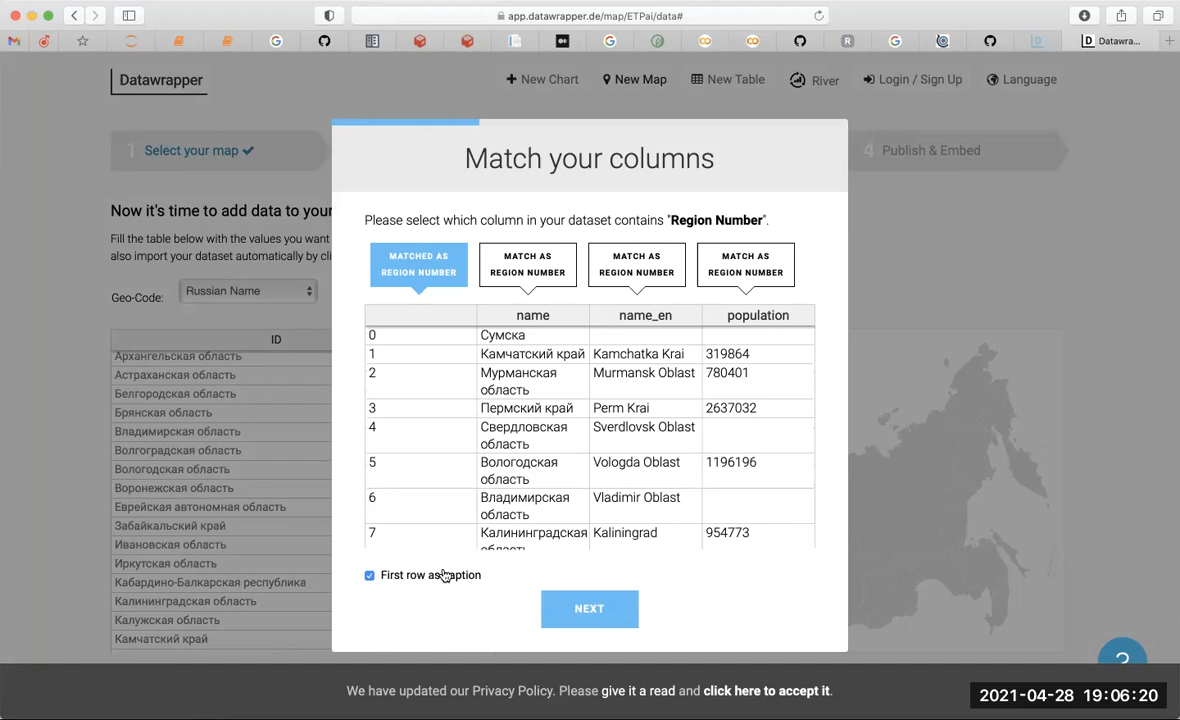 app.datawrapper.de/map/ETPai/data#
Datawra...
Datawrapper
New Chart
New Map
New Table
River
Login / Sign Up
Language
1 Select your map
4 Publish & Embed
Now it's time to add data to your
Fill the table below with the values you want
also import your dataset automatically by cli
Geo-Code:
Russian Name
ID
Архангельская область
Астраханская область
Белгородская область
Брянская область
Владимирская область
Волгоградская область
Вологодская область
Воронежская область
Еврейская автономная область
Забайкальский край
Ивановская область
Иркутская область
Кабардино-Балкарская республика
Калининградская область
Калужская область
Камчатский край
Match your columns
Please select which column in your dataset contains "Region Number".
MATCHED AS
REGION NUMBER
MATCH AS
REGION NUMBER
MATCH AS
REGION NUMBER
MATCH AS
REGION NUMBER
name name_en population
0 Сумска
1 Камчатский край Kamchatka Krai 319864
2 Мурманская Murmansk Oblast 780401
область
3 Пермский край Perm Krai 2637032
4 Свердловская Sverdlovsk Oblast
область
5 Вологодская Vologda Oblast 1196196
область
6 Владимирская Vladimir Oblast
область
7 Калининградская Kaliningrad 954773
область
First row as caption
NEXT
?
We have updated our Privacy Policy. Please give it a read and click here to accept it.
2021-04-28 19:06:20